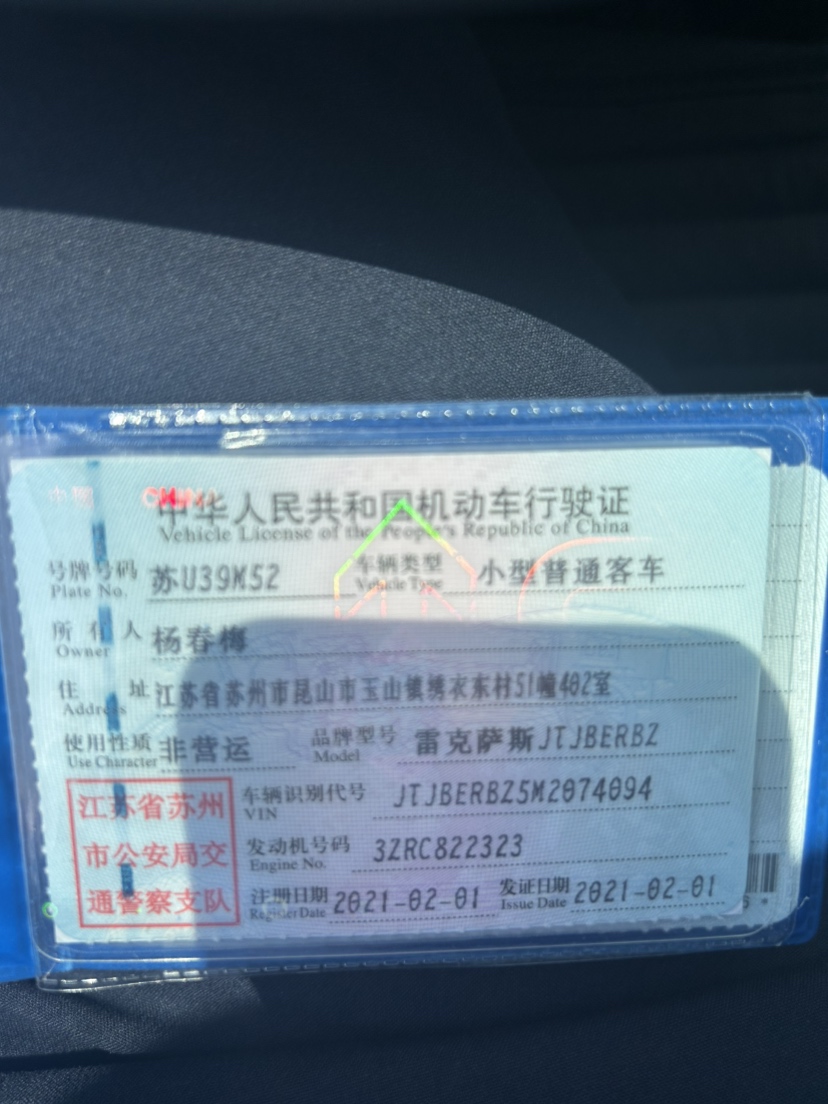 中国 CHINA
中华人民共和国机动车行驶证
Vehicle License of the People's Republic of China
号牌号码 Plate No. 苏U39M52 车辆类型 Vehicle Type 小型普通客车
所有人 Owner 杨春梅
住址 Address 江苏省苏州市昆山市玉山镇绣衣东村51幢402室
使用性质 Use Character 非营运 品牌型号 Model 雷克萨斯JTJBERBZ
江苏省苏州
市公安局交
通警察支队
车辆识别代号 VIN JTJBERBZ5M2074094
发动机号码 Engine No. 3ZRC822323
注册日期 Register Date 2021-02-01 发证日期 Issue Date 2021-02-01